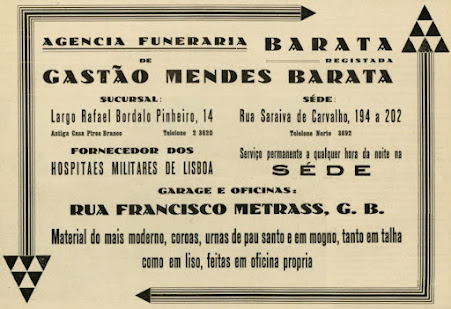 AGENCIA FUNERARIA BARATA
DE REGISTADA
GASTÃO MENDES BARATA
SUCURSAL:
Largo Rafael Bordalo Pinheiro, 14
Antiga Casa Pires Branco Telefone 2 3620
FORNECEDOR DOS
HOSPITAES MILITARES DE LISBOA
SÉDE:
Rua Saraiva de Carvalho, 194 a 202
Telefone Norte 3892
Serviço permanente a qualquer hora da noite na
SÉDE
GARAGE E OFICINAS:
RUA FRANCISCO METRASS, G. B.
Material do mais moderno, coroas, urnas de pau santo e em mogno, tanto em talha
como em liso, feitas em oficina propria